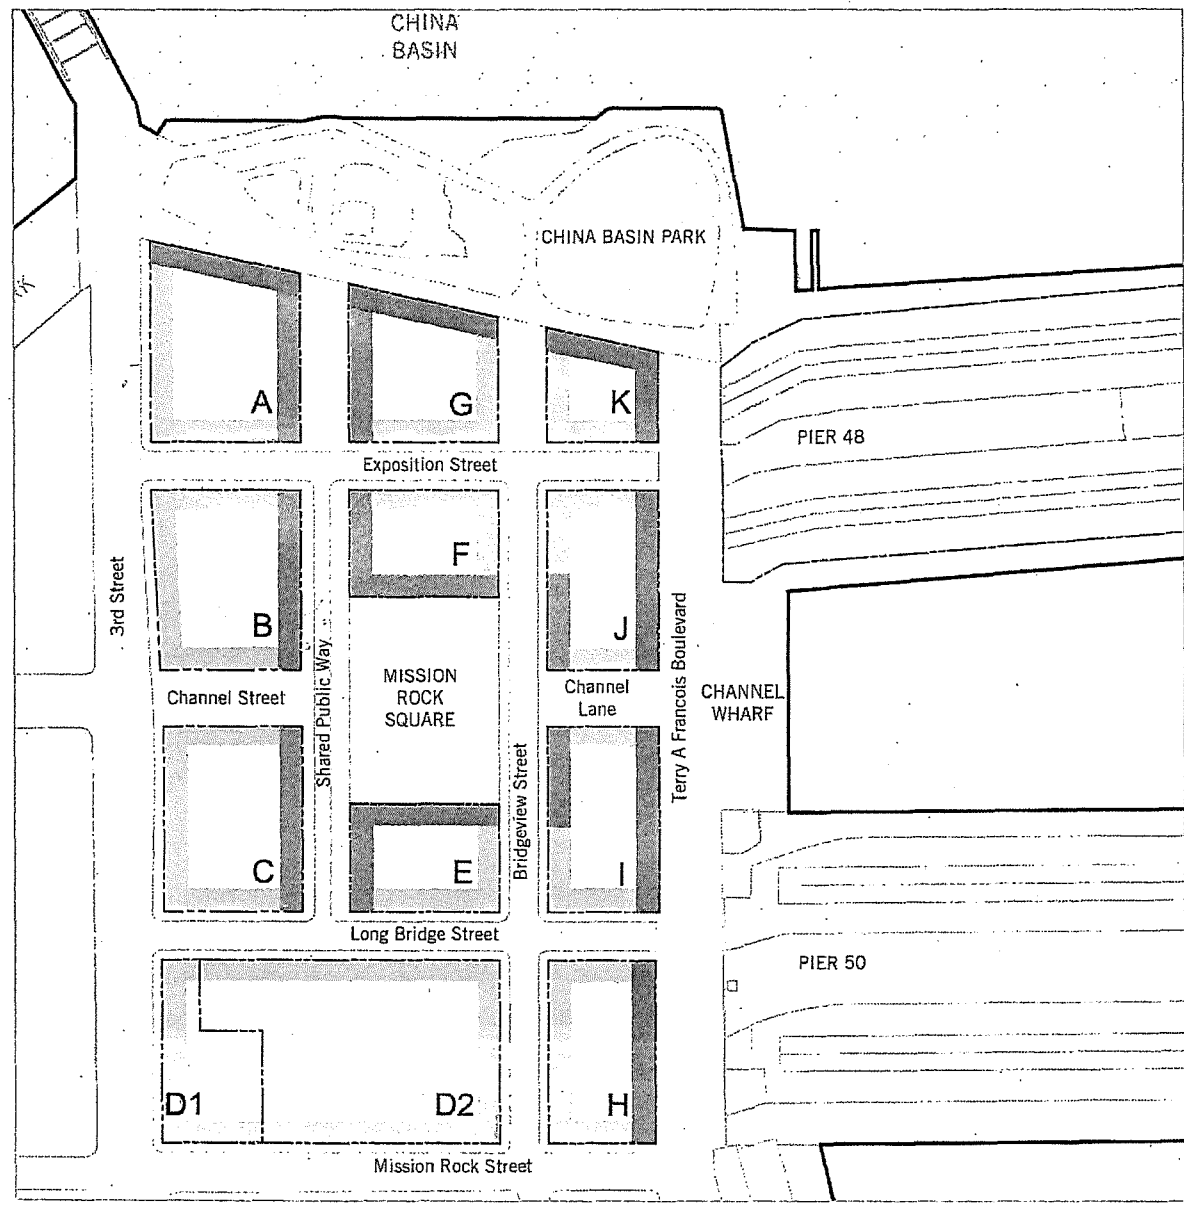 CHINA
BASIN
CHINA BASIN PARK
A
G
K
PIER 48
Exposition Street
F
3rd Street
B
J
Shared Public Way
MISSION
ROCK
SQUARE
Channel Street
Channel
Lane
Terry A Francois Boulevard
CHANNEL
WHARF
Bridgeview Street
C
E
I
Long Bridge Street
PIER 50
D1
D2
H
Mission Rock Street